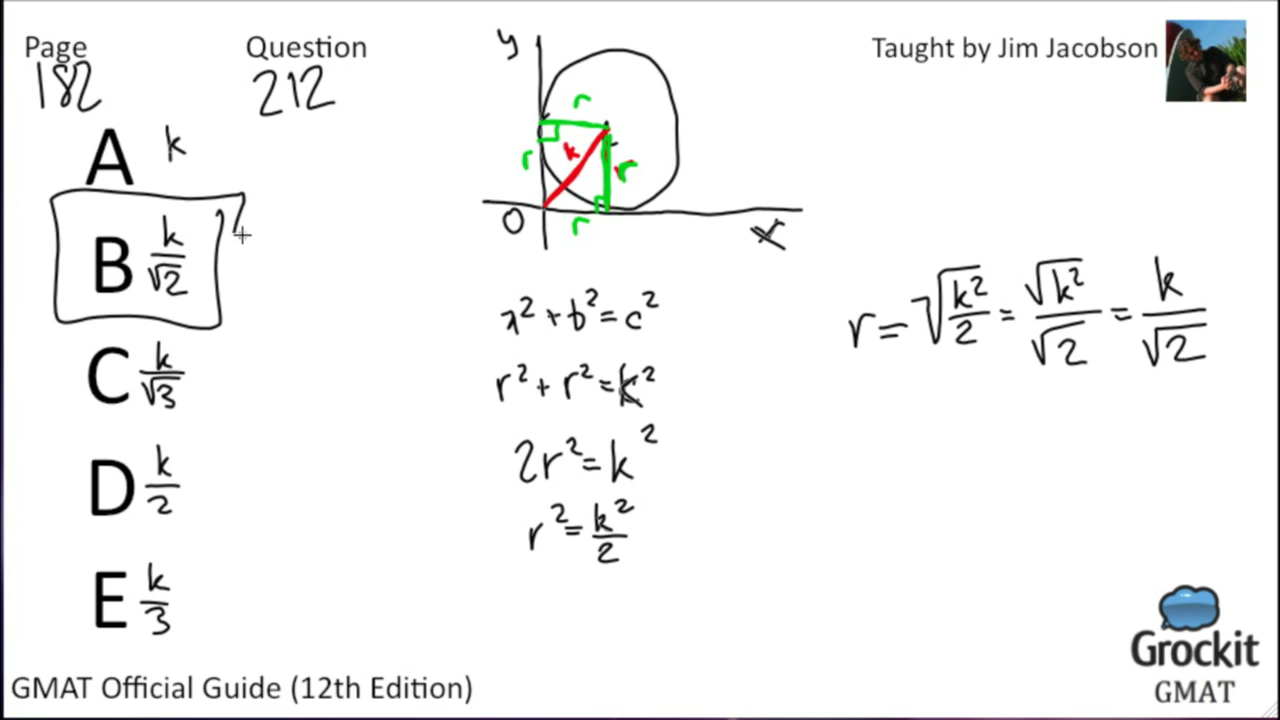 Page
182
Question
212
Taught by Jim Jacobson
A k
B k/√2
C k/√3
D k/2
E k/3
y
r
r
k
r
O
r
x
a² + b² = c²
r² + r² = k²
2r² = k²
r² = k²/2
r = √(k²/2) = √k²/√2 = k/√2
Grockit
GMAT
GMAT Official Guide (12th Edition)